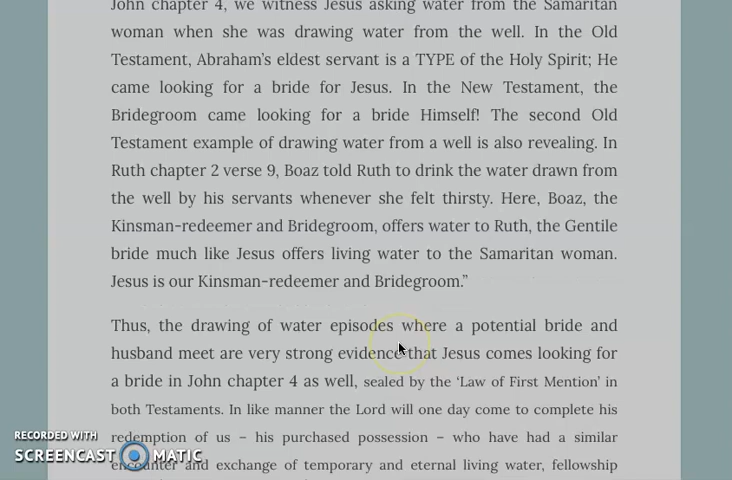 John chapter 4, we witness Jesus asking water from the Samaritan
woman when she was drawing water from the well. In the Old
Testament, Abraham's eldest servant is a TYPE of the Holy Spirit; He
came looking for a bride for Jesus. In the New Testament, the
Bridegroom came looking for a bride Himself! The second Old
Testament example of drawing water from a well is also revealing. In
Ruth chapter 2 verse 9, Boaz told Ruth to drink the water drawn from
the well by his servants whenever she felt thirsty. Here, Boaz, the
Kinsman-redeemer and Bridegroom, offers water to Ruth, the Gentile
bride much like Jesus offers living water to the Samaritan woman.
Jesus is our Kinsman-redeemer and Bridegroom.”
Thus, the drawing of water episodes where a potential bride and
husband meet are very strong evidence that Jesus comes looking for
a bride in John chapter 4 as well, sealed by the ‘Law of First Mention’ in
both Testaments. In like manner the Lord will one day come to complete his
redemption of us – his purchased possession – who have had a similar
encounter and exchange of temporary and eternal living water, fellowship
RECORDED WITH
SCREENCAST MATIC